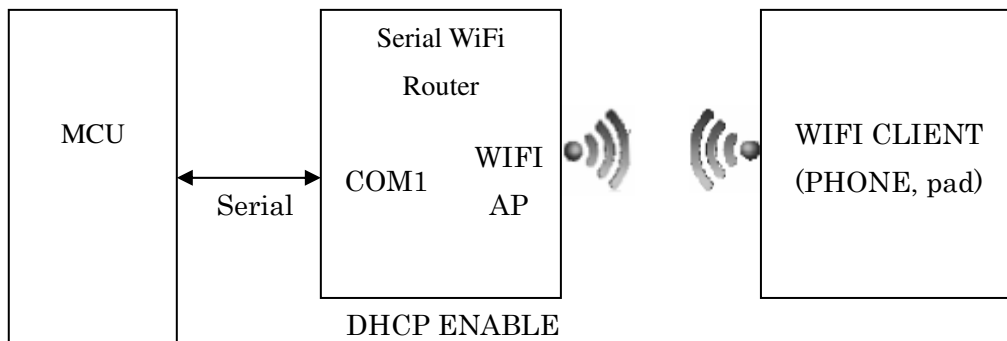 MCU
Serial
Serial WiFi
Router
COM1
WIFI
AP
DHCP ENABLE
WIFI CLIENT
(PHONE, pad)